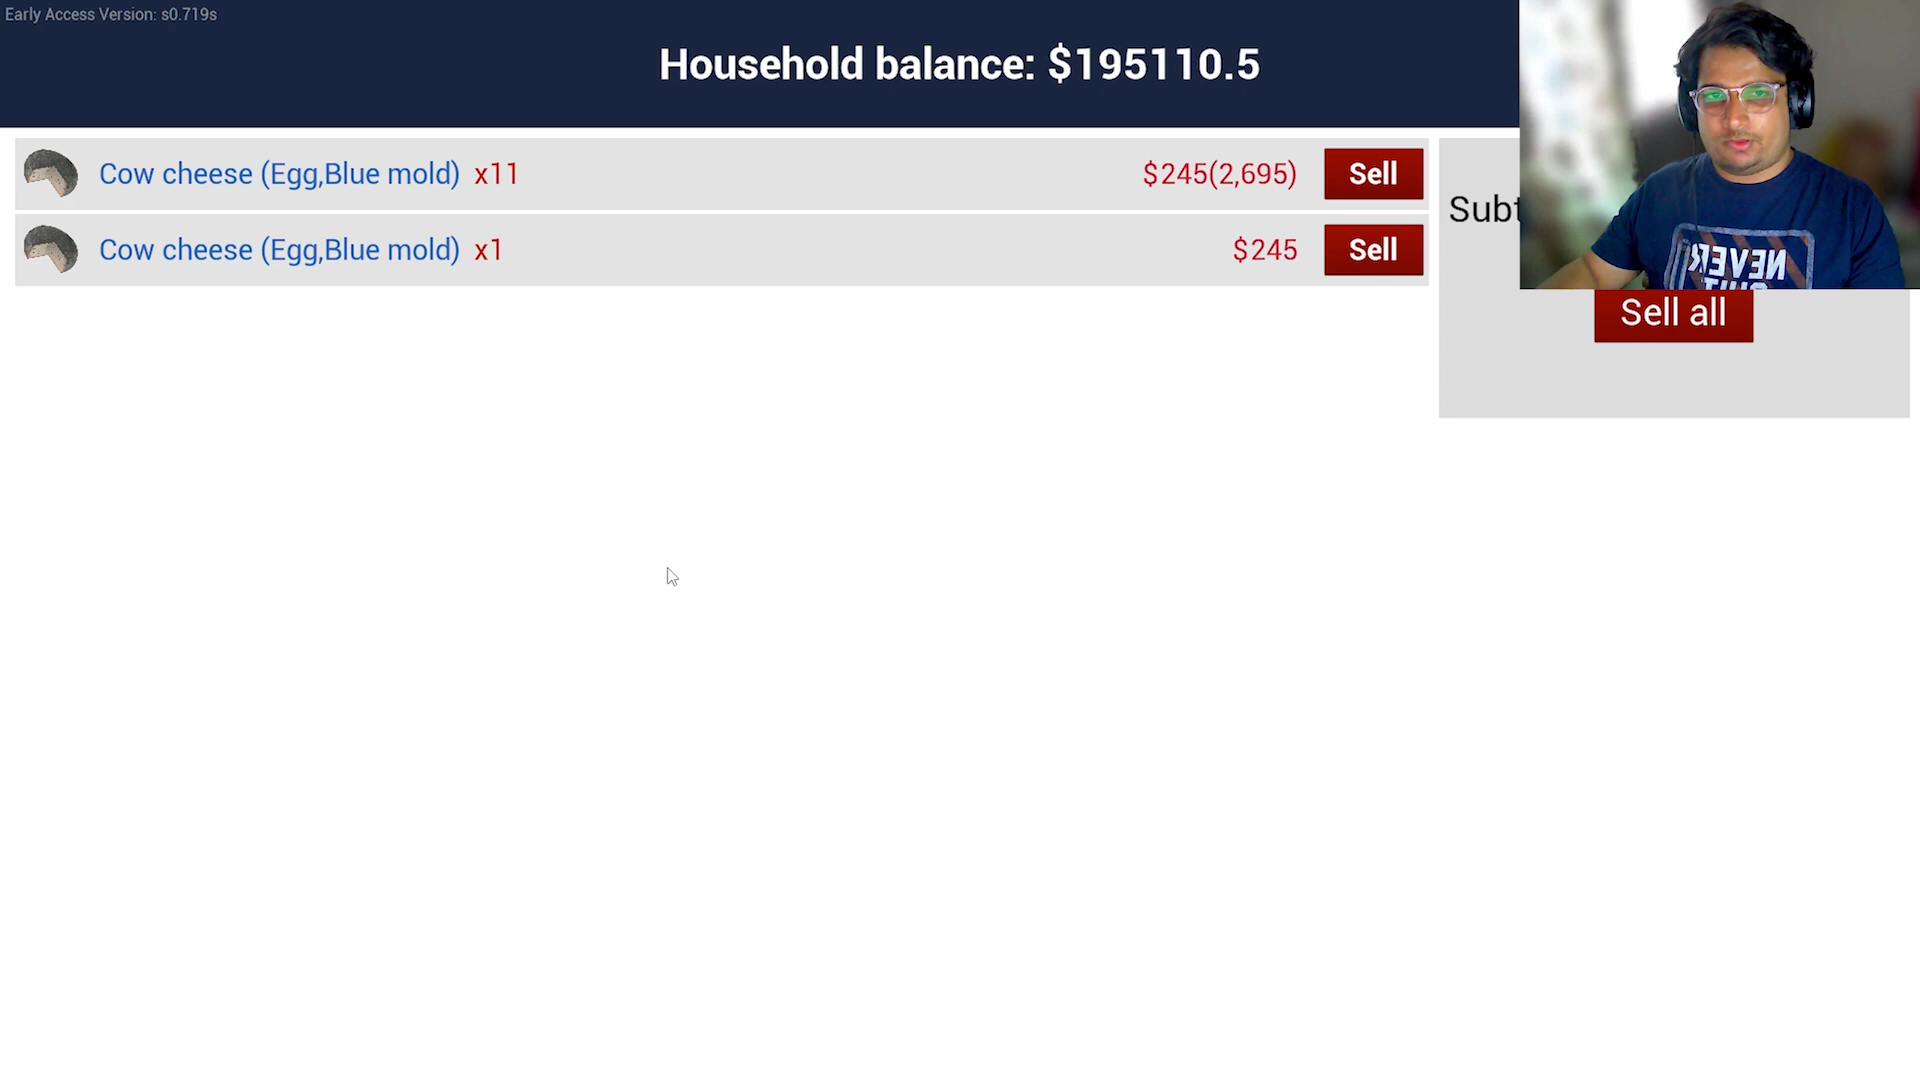 Early Access Version: s0.719s
Household balance: $195110.5
Cow cheese (Egg,Blue mold) x11 $245(2,695) Sell
Cow cheese (Egg,Blue mold) x1 $245 Sell
Sell all
NEVER